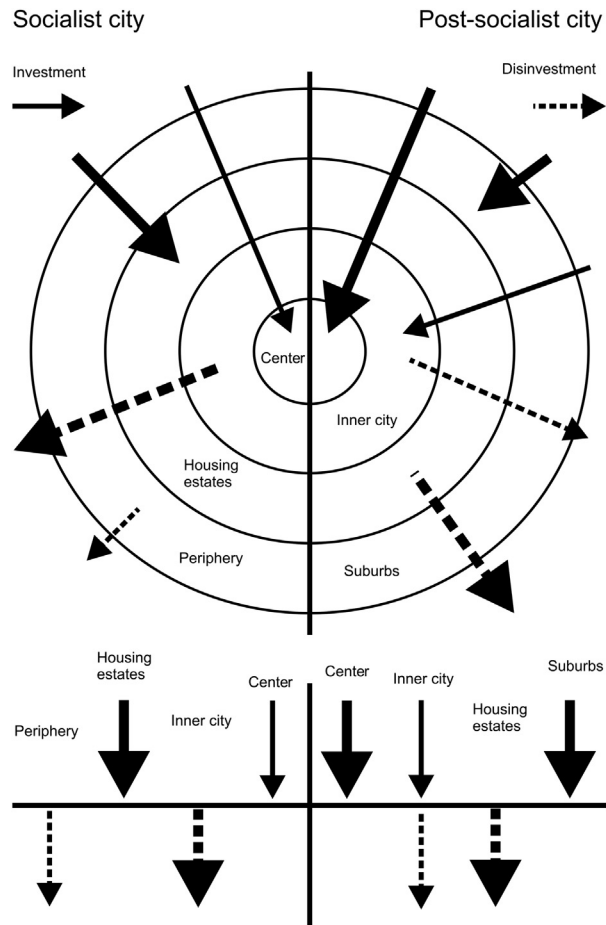 Socialist city
Post-socialist city
Investment
Disinvestment
Center
Inner city
Housing
estates
Periphery
Suburbs
Housing
estates
Center
Center
Inner city
Suburbs
Periphery
Inner city
Housing
estates